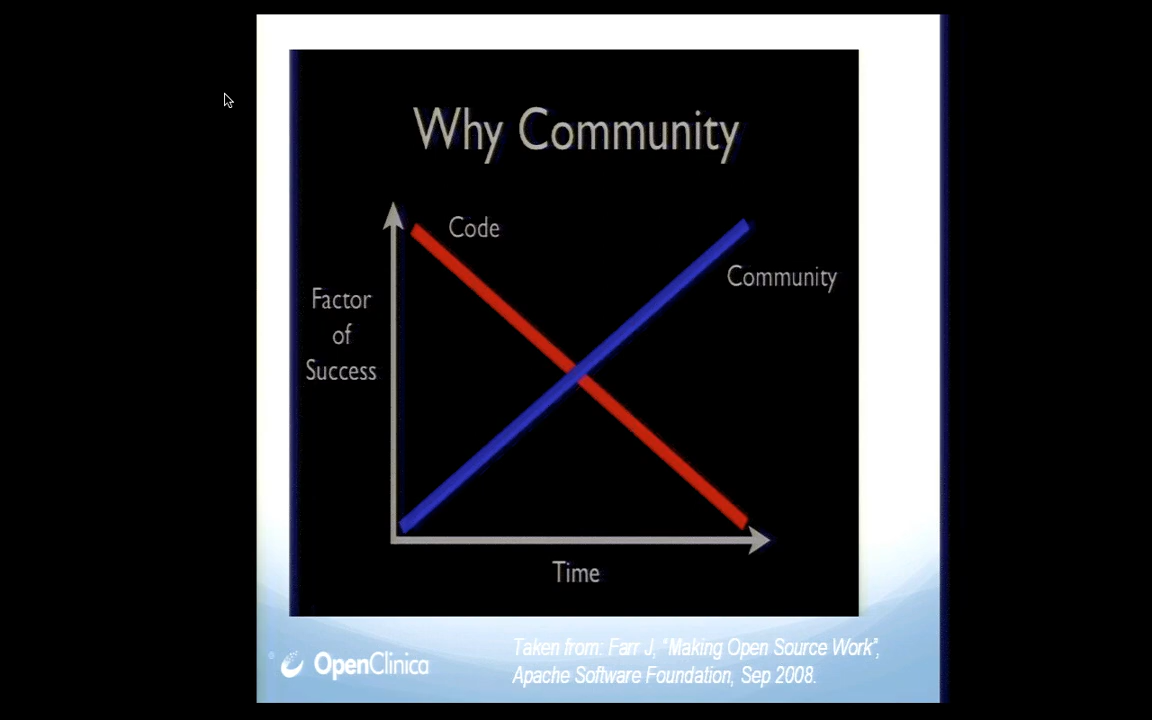 Why Community
Code
Community
Factor
of
Success
Time
OpenClinica
Taken from: Farr J, "Making Open Source Work",
Apache Software Foundation, Sep 2008.